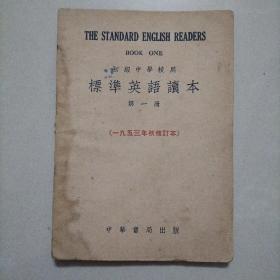 THE STANDARD ENGLISH READERS
BOOK ONE
初級中學校用
標準英語讀本
第一冊
(一九五三年秋修訂本)
中華書局出版